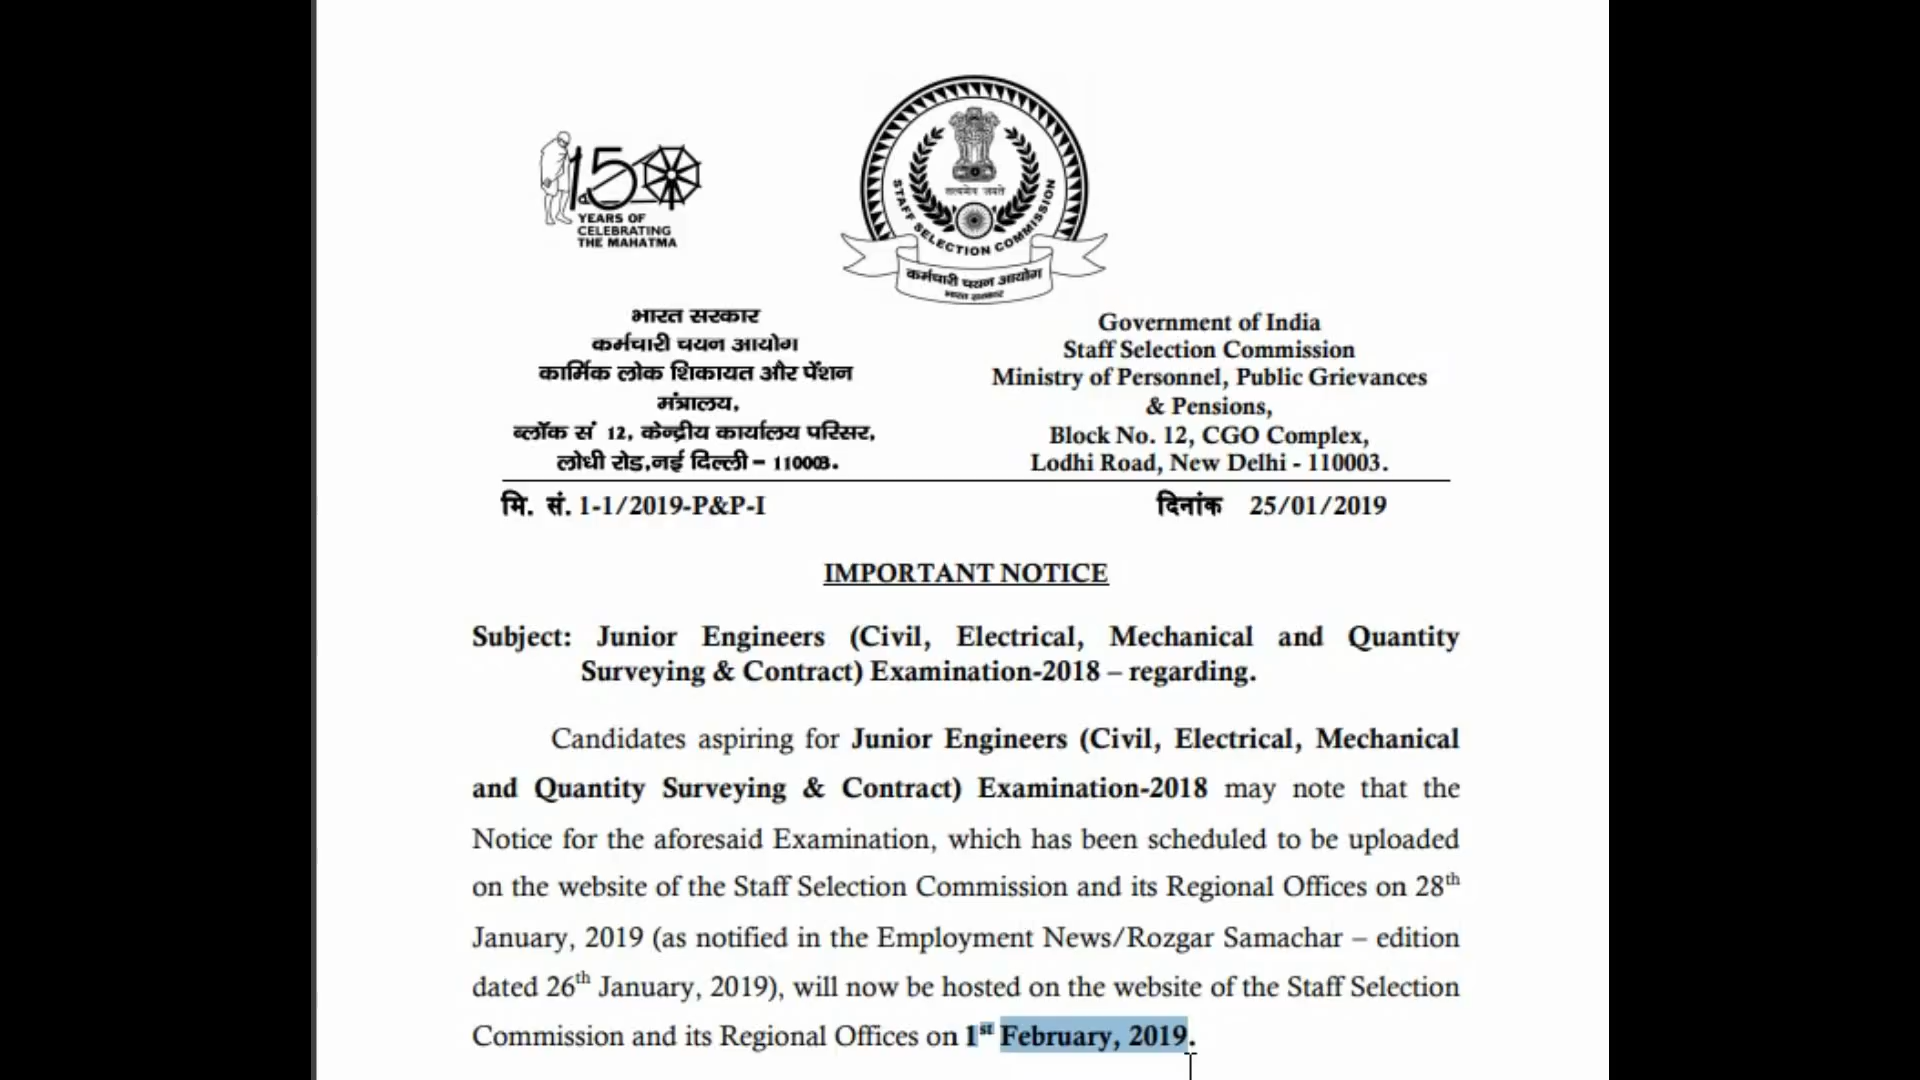 150
YEARS OF
CELEBRATING
THE MAHATMA
सत्यमेव जयते
STAFF SELECTION COMMISSION
कर्मचारी चयन आयोग
भारत सरकार
भारत सरकार
कर्मचारी चयन आयोग
कार्मिक लोक शिकायत और पेंशन
मंत्रालय,
ब्लॉक सं 12, केन्द्रीय कार्यालय परिसर,
लोधी रोड,नई दिल्ली – 110003.
Government of India
Staff Selection Commission
Ministry of Personnel, Public Grievances
& Pensions,
Block No. 12, CGO Complex,
Lodhi Road, New Delhi - 110003.
मि. सं. 1-1/2019-P&P-I दिनांक 25/01/2019
IMPORTANT NOTICE
Subject: Junior Engineers (Civil, Electrical, Mechanical and Quantity
Surveying & Contract) Examination-2018 – regarding.
Candidates aspiring for Junior Engineers (Civil, Electrical, Mechanical
and Quantity Surveying & Contract) Examination-2018 may note that the
Notice for the aforesaid Examination, which has been scheduled to be uploaded
on the website of the Staff Selection Commission and its Regional Offices on 28th
January, 2019 (as notified in the Employment News/Rozgar Samachar – edition
dated 26th January, 2019), will now be hosted on the website of the Staff Selection
Commission and its Regional Offices on 1st February, 2019.